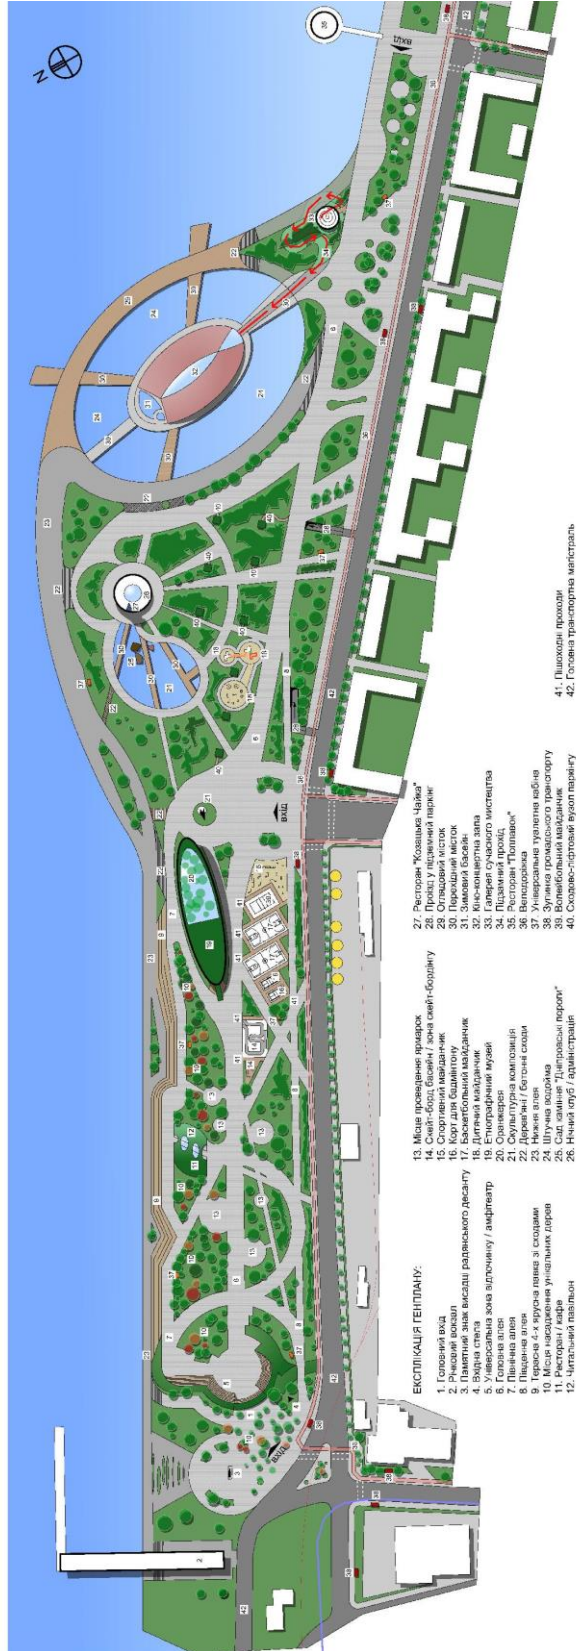 ЕКСПЛІКАЦІЯ ГЕНПЛАНУ:
1. Головний вхід
2. Річковий вокзал
3. Памятний знак висадці радянського десанту
4. Вхідна стела
5. Універсальна зона відпочинку / амфітеатр
6. Головна алея
7. Північна алея
8. Південна алея
9. Терасна 4-х ярусна лавка зі сходами
10. Місця насадження унікальних дерев
11. Ресторан / кафе
12. Читальний павільон
13. Місце проведення ярмарок
14. Скейт-борд басейн / зона скейт-бордінгу
15. Спортивний майданчик
16. Корт для бадмінтону
17. Баскетбольний майданчик
18. Дитячий майданчик
19. Етнографічний музей
20. Оранжерея
21. Скульптурна композиція
22. Дерев'яні / бетонні сходи
23. Нижня алея
24. Штучна водойма
25. Сад каміння "Дніпровські пороги"
26. Нічний клуб / адміністрація
27. Ресторан "Козацька Чайка"
28. Проїзд у підземний паркінг
29. Оглядовий місток
30. Перехідний місток
31. Зимовий басейн
32. Кіно-концертна зала
33. Галерея сучасного мистецтва
34. Підземний прохід
35. Ресторан "Поплавок"
36. Велодоріжка
37. Універсальна туалетна кабіна
38. Зупинка громадського транспорту
39. Волейбольний майданчик
40. Сходово-ліфтовий вузол паркінгу
41. Пішохідні проходи
42. Головна транспортна магістраль
N
ВХІД
ВХІД
ВХІД